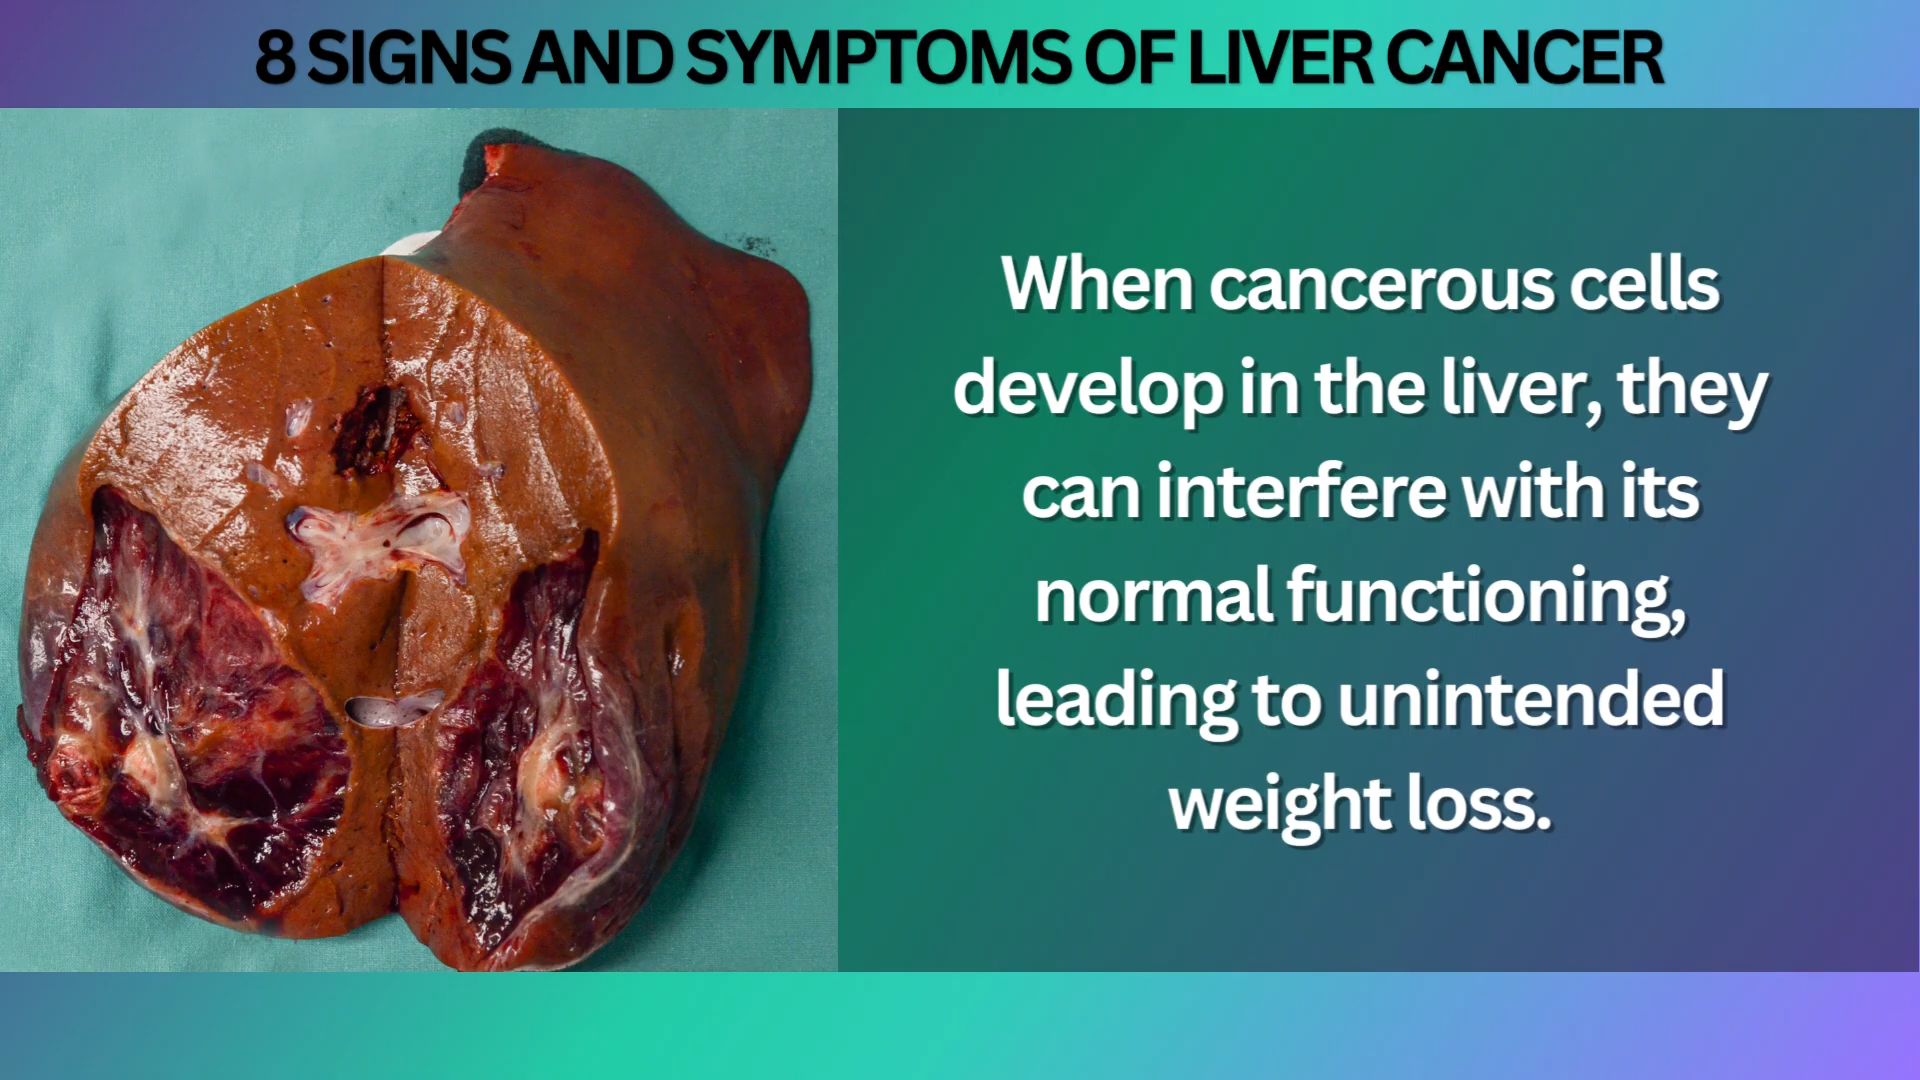 8 SIGNS AND SYMPTOMS OF LIVER CANCER
When cancerous cells
develop in the liver, they
can interfere with its
normal functioning,
leading to unintended
weight loss.